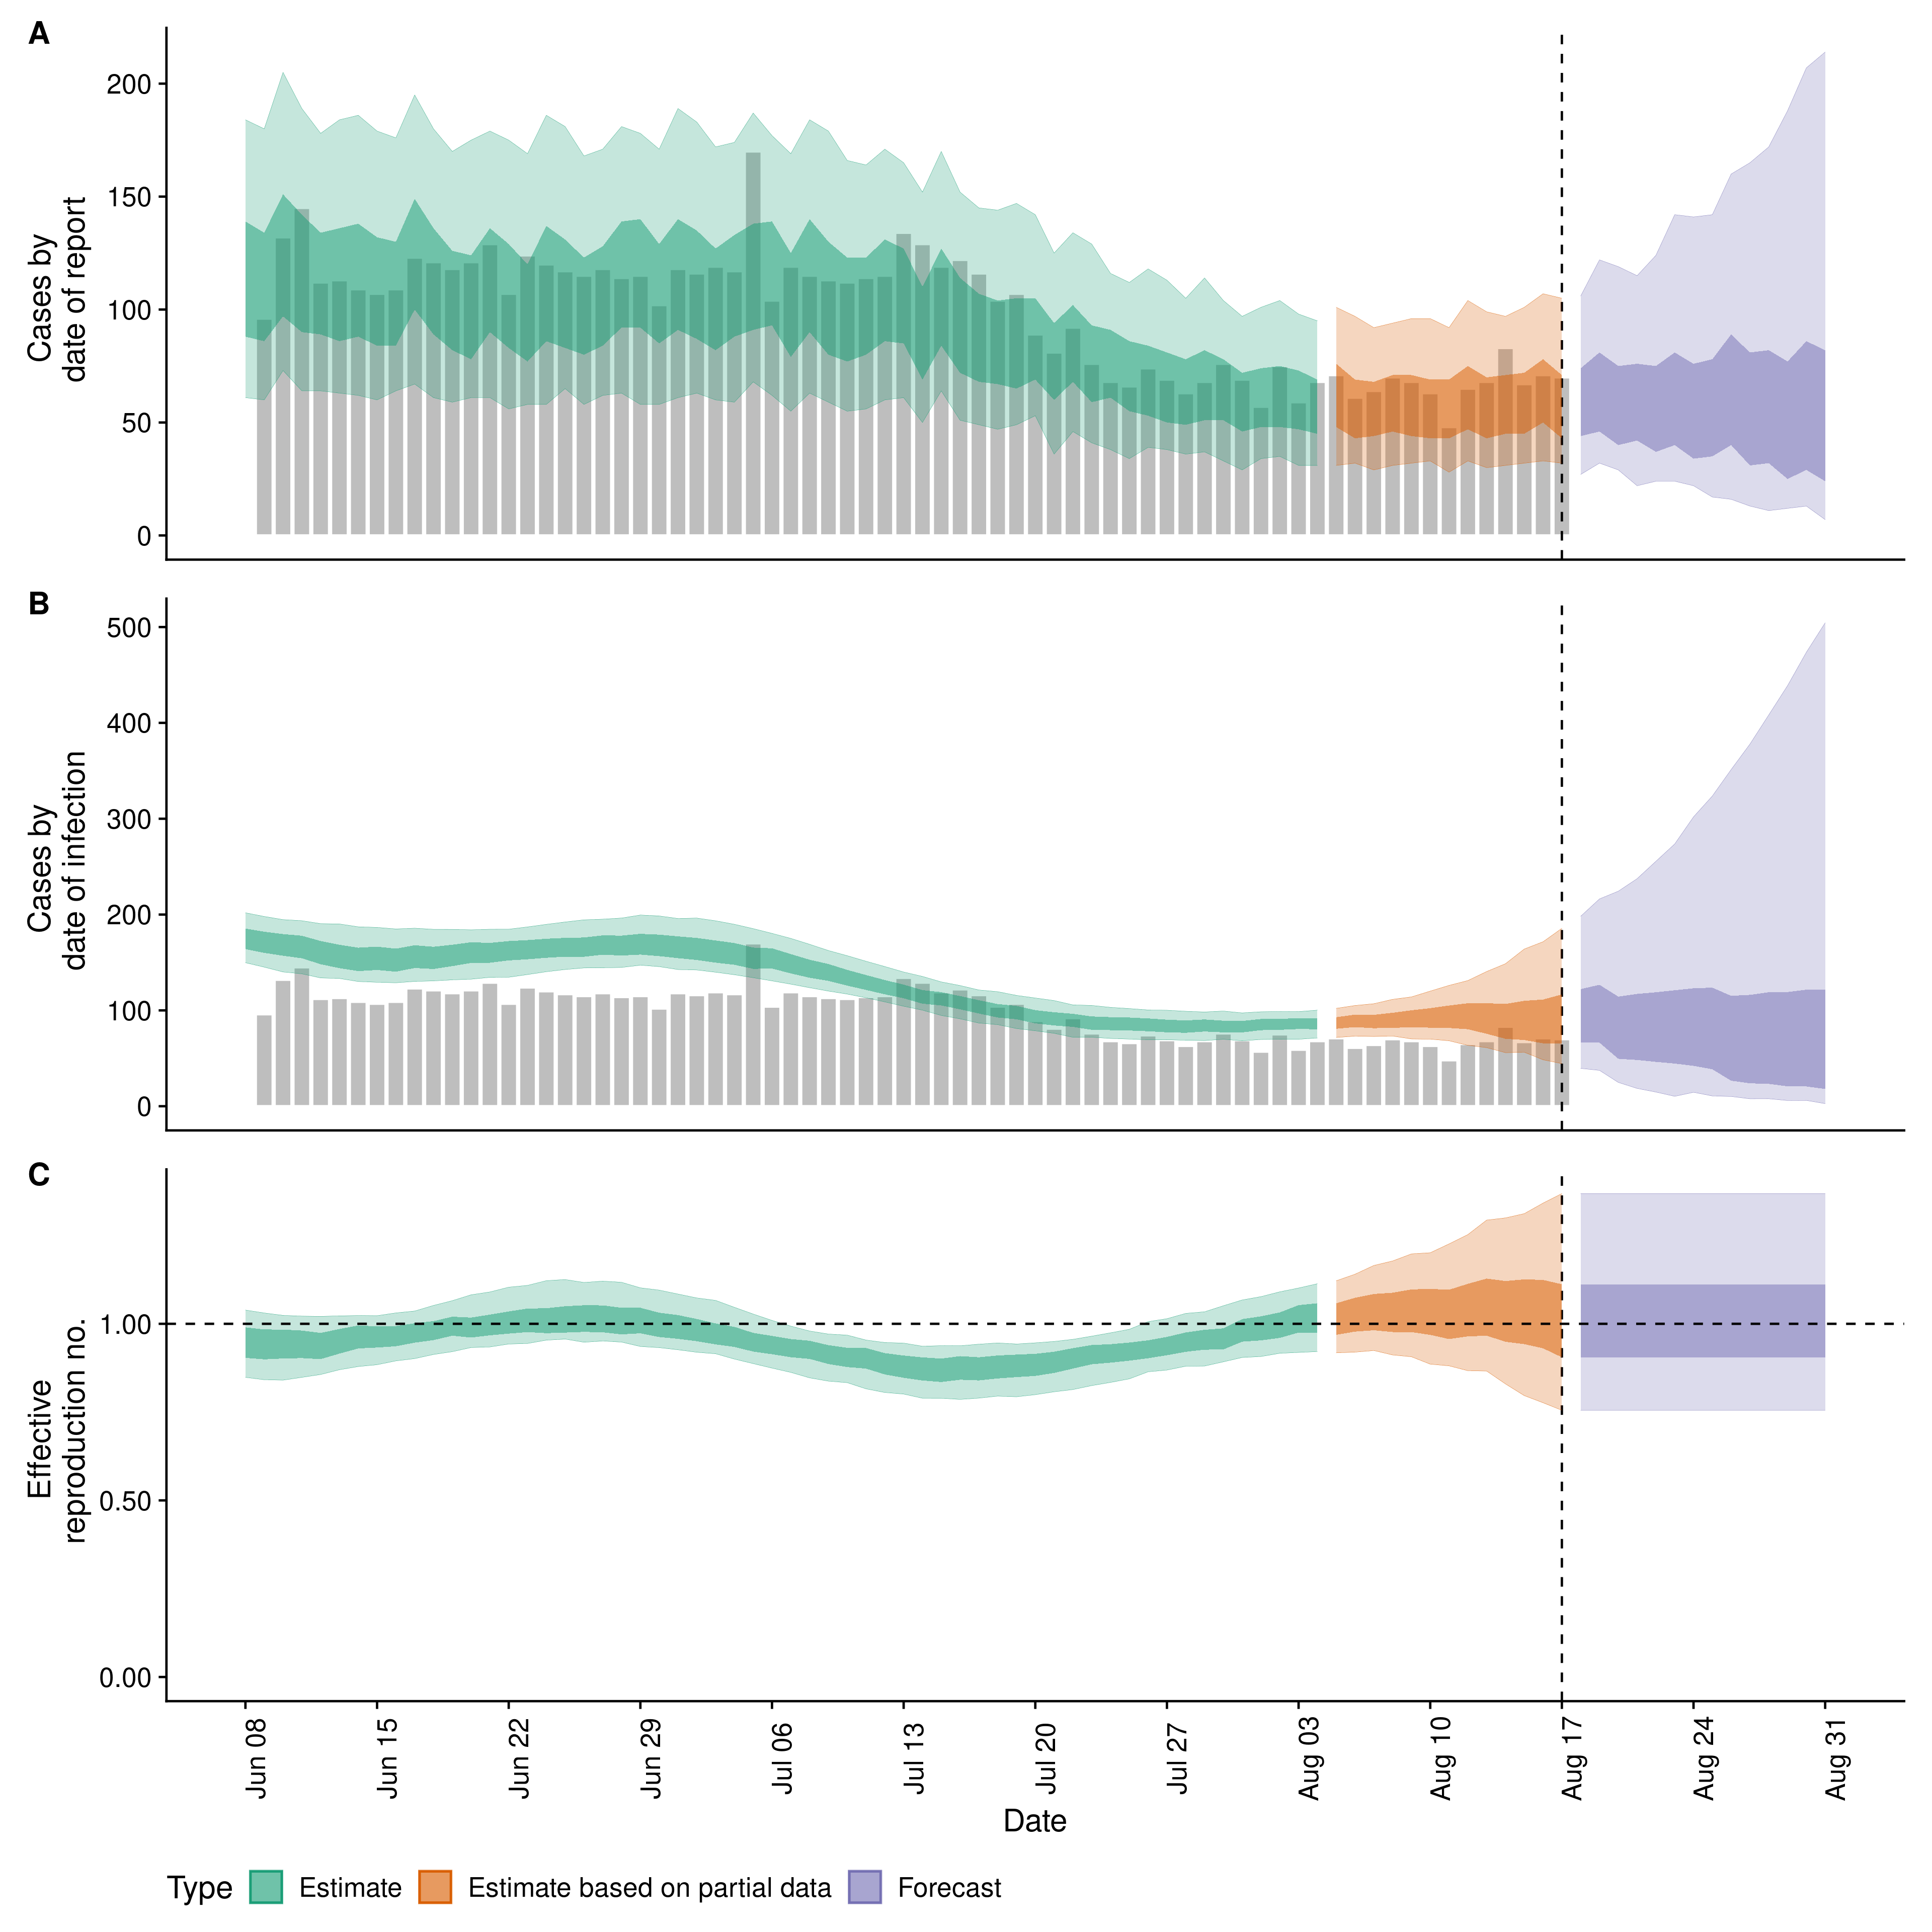 A
Cases by
date of report
200
150
100
50
0
B
Cases by
date of infection
500
400
300
200
100
0
C
Effective
reproduction no.
1.00
0.50
0.00
Jun 08
Jun 15
Jun 22
Jun 29
Jul 06
Jul 13
Jul 20
Jul 27
Aug 03
Aug 10
Aug 17
Aug 24
Aug 31
Date
Type Estimate Estimate based on partial data Forecast